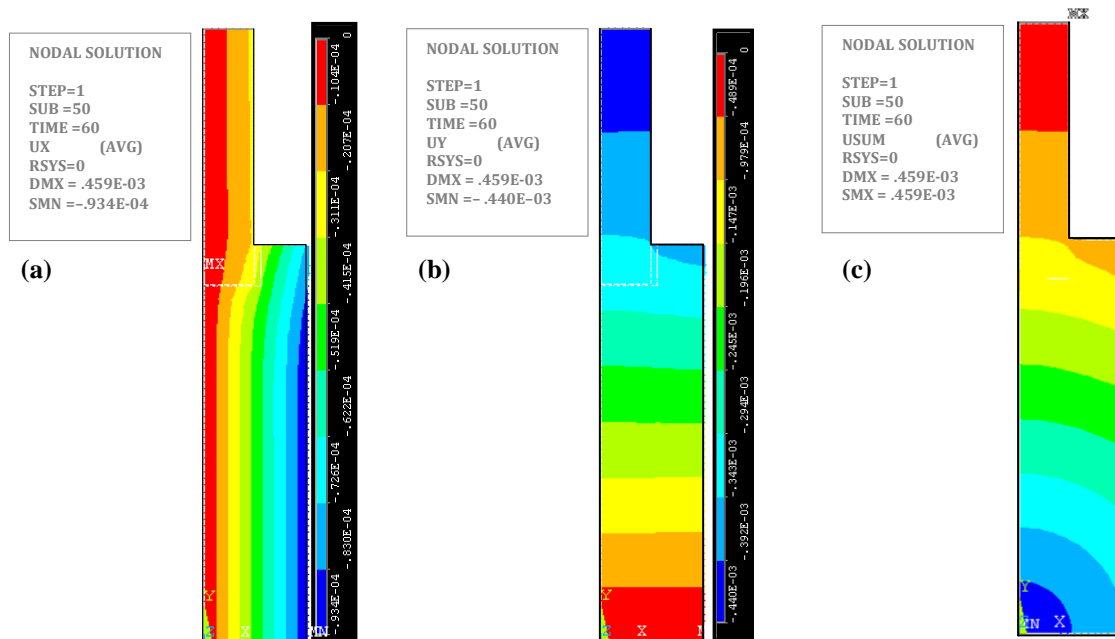 NODAL SOLUTION
STEP=1
SUB =50
TIME =60
UX (AVG)
RSYS=0
DMX = .459E-03
SMN =-.934E-04
(a)
MX
Y
Z X MN
0
-.104E-04
-.207E-04
-.311E-04
-.415E-04
-.519E-04
-.622E-04
-.726E-04
-.830E-04
-.934E-04
NODAL SOLUTION
STEP=1
SUB =50
TIME =60
UY (AVG)
RSYS=0
DMX = .459E-03
SMN =– .440E–03
(b)
Y
Z X
0
-.489E-04
-.979E-04
-.147E-03
-.196E-03
-.245E-03
-.294E-03
-.343E-03
-.392E-03
-.440E-03
NODAL SOLUTION
STEP=1
SUB =50
TIME =60
USUM (AVG)
RSYS=0
DMX = .459E-03
SMX = .459E-03
(c)
MX
Y
ZN X